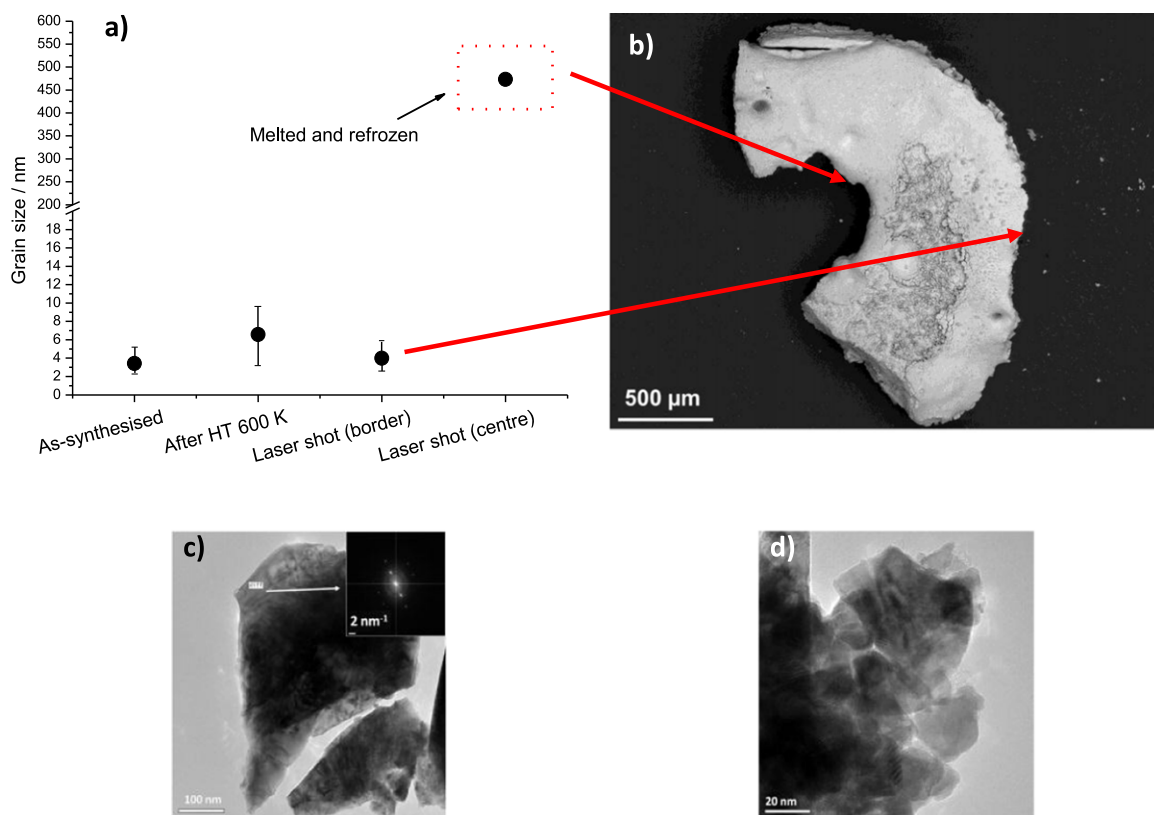 a)
600
550
500
450
400
350
300
250
200
18
16
14
12
10
8
6
4
2
0
Grain size / nm
Melted and refrozen
As-synthesised
After HT 600 K
Laser shot (border)
Laser shot (centre)
b)
500 µm
c)
2 nm⁻¹
100 nm
d)
20 nm